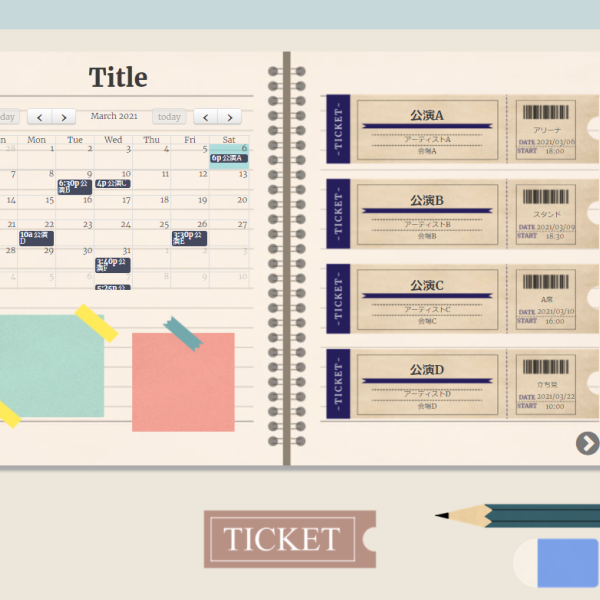 Title
day
March 2021
today
Mon Tue Wed Thu Fri Sat
28 1 2 3 4 5 6
6p 公演A
7 8 9 10 11 12 13
6:30p 公演B
4p 公演C
14 15 16 17 18 19 20
21 22 23 24 25 26 27
10a 公演D
3:30p 公演E
28 29 30 31 1 2 3
3:40p 公演F
4 5 6 7 8 9 10
5:25p 公
-TICKET-
公演A
アーティストA
会場A
アリーナ
DATE 2021/03/06
START 18:00
-TICKET-
公演B
アーティストB
会場B
スタンド
DATE 2021/03/09
START 18:30
-TICKET-
公演C
アーティストC
会場C
A席
DATE 2021/03/10
START 16:00
-TICKET-
公演D
アーティストD
会場D
立ち見
DATE 2021/03/22
START 10:00
TICKET